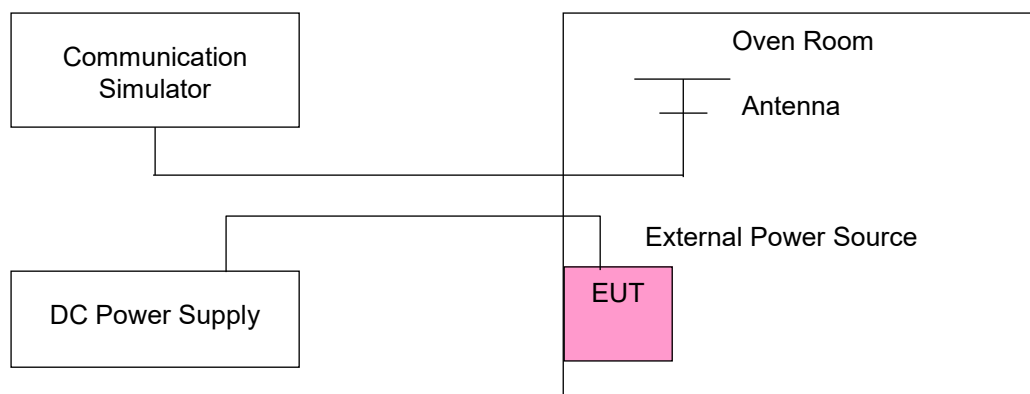 Communication
Simulator
Oven Room
Antenna
External Power Source
DC Power Supply
EUT